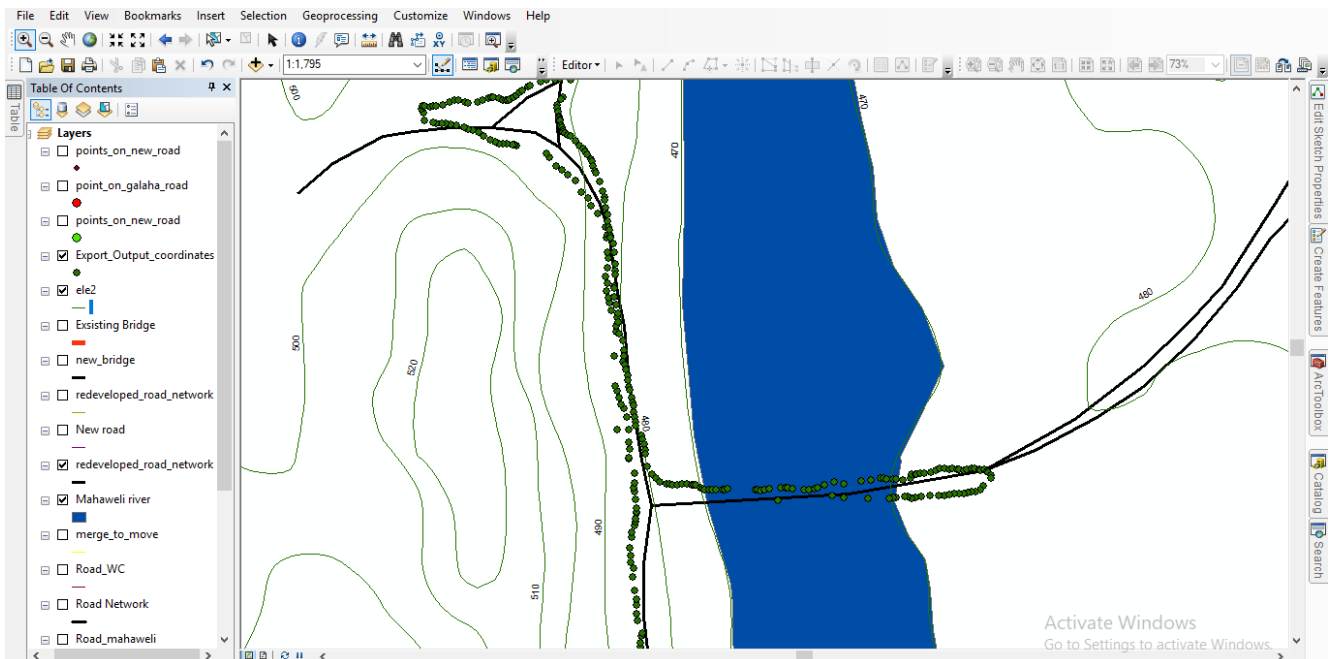 File Edit View Bookmarks Insert Selection Geoprocessing Customize Windows Help
1:1,795
Editor
73%
Table
Table Of Contents
Layers
points_on_new_road
point_on_galaha_road
points_on_new_road
Export_Output_coordinates
ele2
Exsisting Bridge
new_bridge
redeveloped_road_network
New road
redeveloped_road_network
Mahaweli river
merge_to_move
Road_WC
Road Network
Road_mahaweli
500
470
470
480
500
520
480
490
510
Edit Sketch Properties
Create Features
ArcToolbox
Catalog
Search
Activate Windows
Go to Settings to activate Windows.